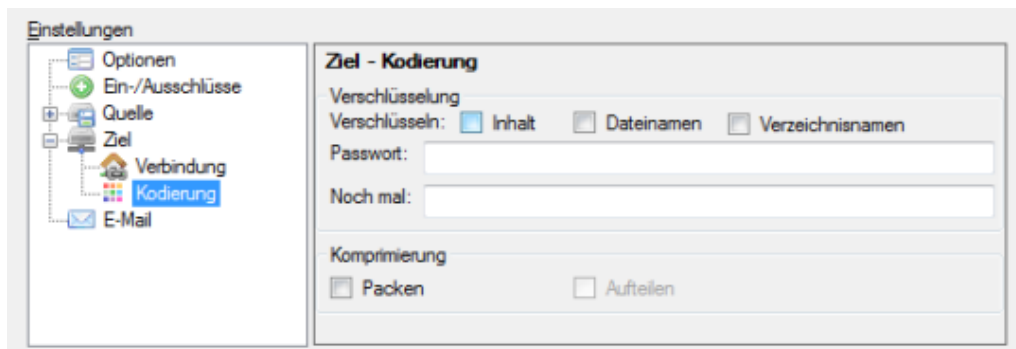 Einstellungen
Optionen
Ein-/Ausschlüsse
Quelle
Ziel
Verbindung
Kodierung
E-Mail
Ziel - Kodierung
Verschlüsselung
Verschlüsseln: Inhalt Dateinamen Verzeichnisnamen
Passwort:
Noch mal:
Komprimierung
Packen Aufteilen